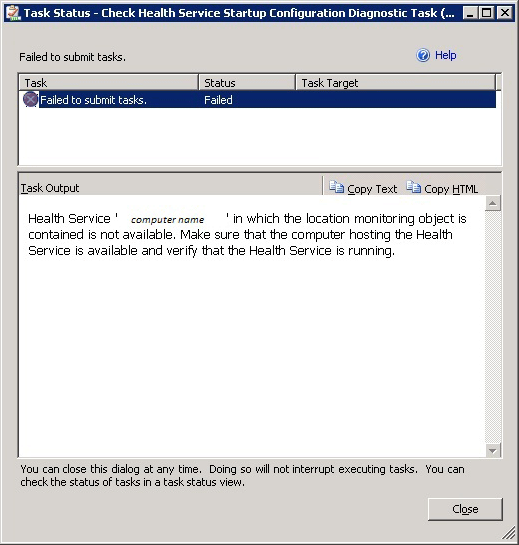 Task Status - Check Health Service Startup Configuration Diagnostic Task (...
Failed to submit tasks.
Help
Task Status Task Target
Failed to submit tasks. Failed
Task Output Copy Text Copy HTML
Health Service ' computer name ' in which the location monitoring object is
contained is not available. Make sure that the computer hosting the Health
Service is available and verify that the Health Service is running.
You can close this dialog at any time. Doing so will not interrupt executing tasks. You can
check the status of tasks in a task status view.
Close